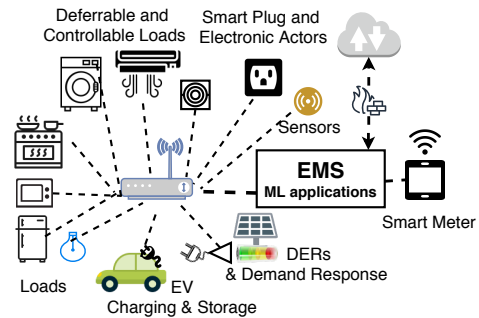 Deferrable and
Controllable Loads
Smart Plug and
Electronic Actors
Sensors
EMS
ML applications
Smart Meter
Loads
EV
Charging & Storage
DERs
& Demand Response